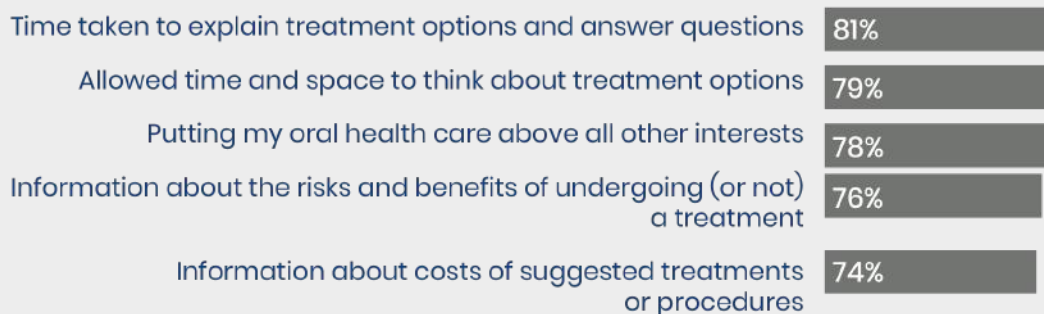 Time taken to explain treatment options and answer questions 81%
Allowed time and space to think about treatment options 79%
Putting my oral health care above all other interests 78%
Information about the risks and benefits of undergoing (or not)
a treatment 76%
Information about costs of suggested treatments
or procedures 74%